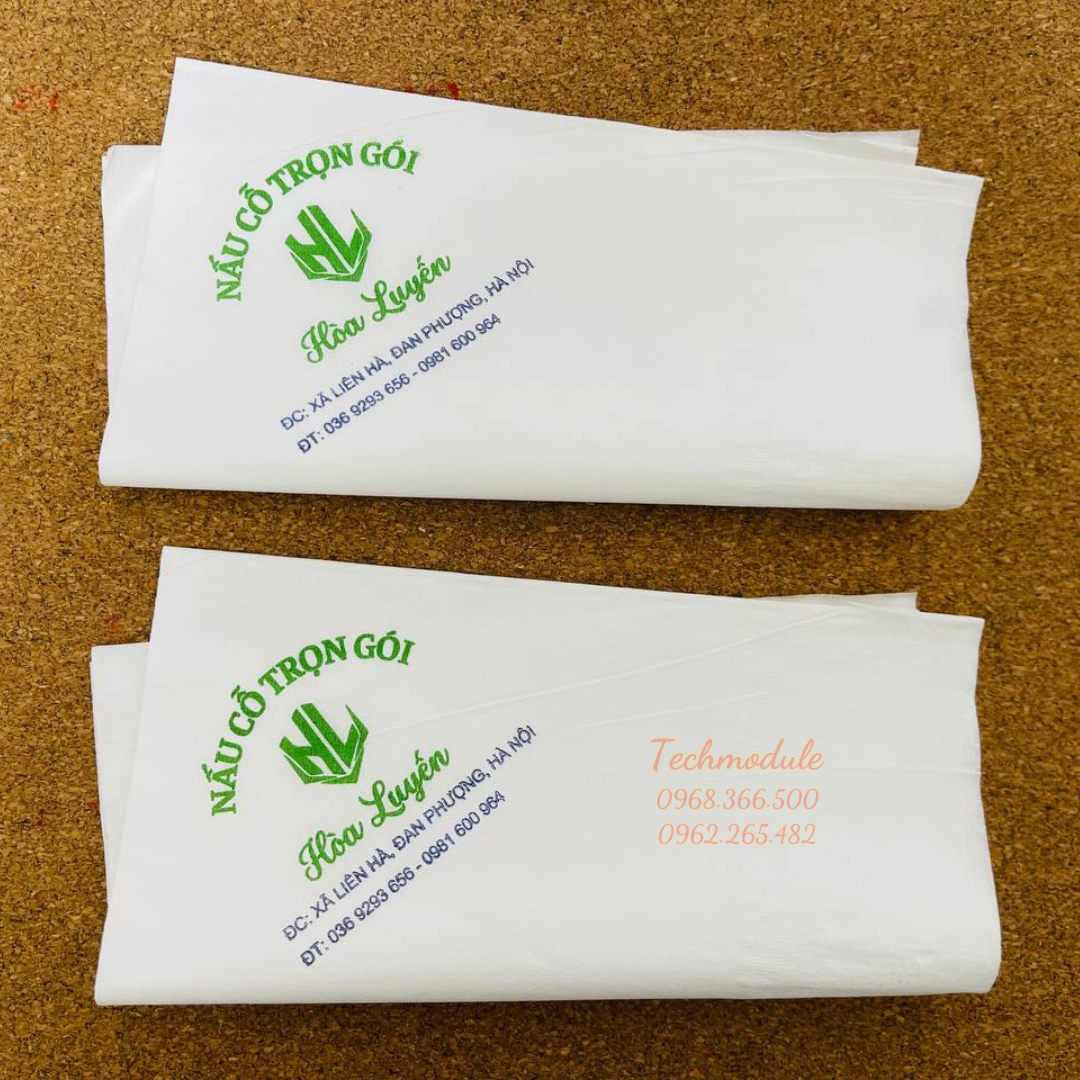 NẤU CỖ TRỌN GÓI
HL
Hòa Luyến
ĐC: XÃ LIÊN HÀ, ĐAN PHƯỢNG, HÀ NỘI
ĐT: 036 9293 656 - 0981 600 964
NẤU CỖ TRỌN GÓI
HL
Hòa Luyến
ĐC: XÃ LIÊN HÀ, ĐAN PHƯỢNG, HÀ NỘI
ĐT: 036 9293 656 - 0981 600 964
Techmodule
0968.366.500
0962.265.482